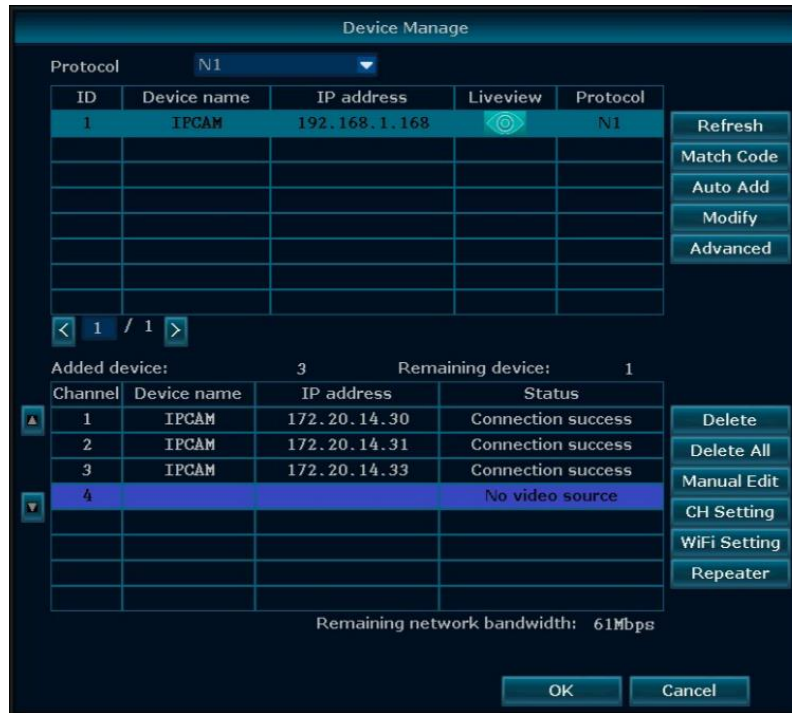 Device Manage
Protocol N1
ID Device name IP address Liveview Protocol
1 IPCAM 192.168.1.168 N1
Refresh
Match Code
Auto Add
Modify
Advanced
< 1 / 1 >
Added device: 3 Remaining device: 1
Channel Device name IP address Status
1 IPCAM 172.20.14.30 Connection success
2 IPCAM 172.20.14.31 Connection success
3 IPCAM 172.20.14.33 Connection success
4 No video source
Delete
Delete All
Manual Edit
CH Setting
WiFi Setting
Repeater
Remaining network bandwidth: 61Mbps
OK Cancel